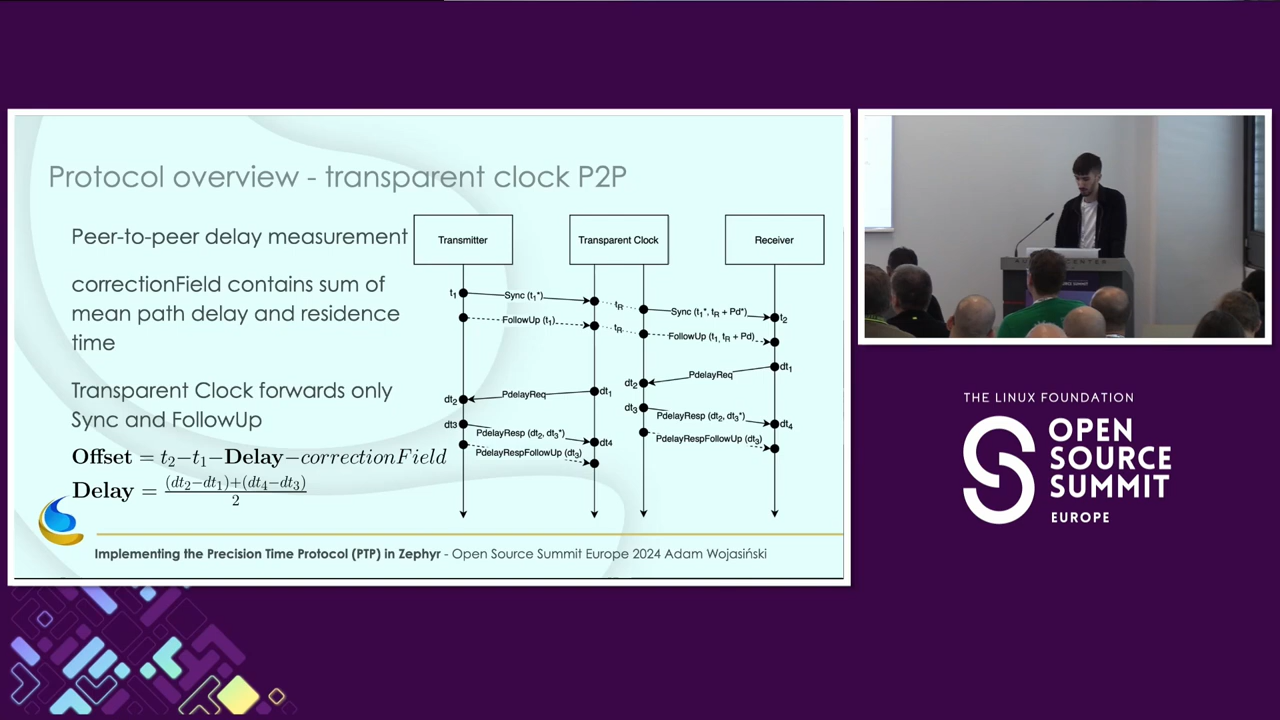 Protocol overview - transparent clock P2P
Peer-to-peer delay measurement
correctionField contains sum of
mean path delay and residence
time
Transparent Clock forwards only
Sync and FollowUp
Offset = t₂−t₁−Delay−correctionField
Delay = (dt₂−dt₁)+(dt₄−dt₃)
2
Transmitter
Transparent Clock
Receiver
t₁
Sync (t₁*)
tR
Sync (t₁*, tR + Pd*)
t₂
FollowUp (t₁)
tR
FollowUp (t₁, tR + Pd)
dt₁
PdelayReq
dt₂
dt₁
PdelayReq
dt₂
dt₃
PdelayResp (dt₂, dt₃*)
dt₄
dt3
PdelayResp (dt₂, dt₃*)
dt4
PdelayRespFollowUp (dt₃)
PdelayRespFollowUp (dt₃)
Implementing the Precision Time Protocol (PTP) in Zephyr - Open Source Summit Europe 2024 Adam Wojasiński
THE LINUX FOUNDATION
OPEN
SOURCE
SUMMIT
EUROPE